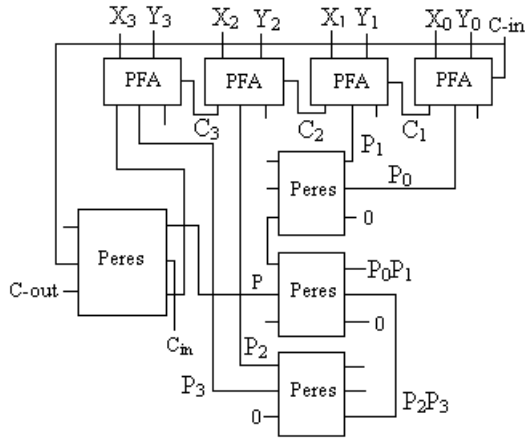 X3 Y3 X2 Y2 X1 Y1 X0 Y0 C-in
PFA PFA PFA PFA
C3 C2 C1
P1
P0
Peres
0
Peres
P
Peres
P0P1
C-out
0
Cin
P2
P3
Peres
P2P3
0